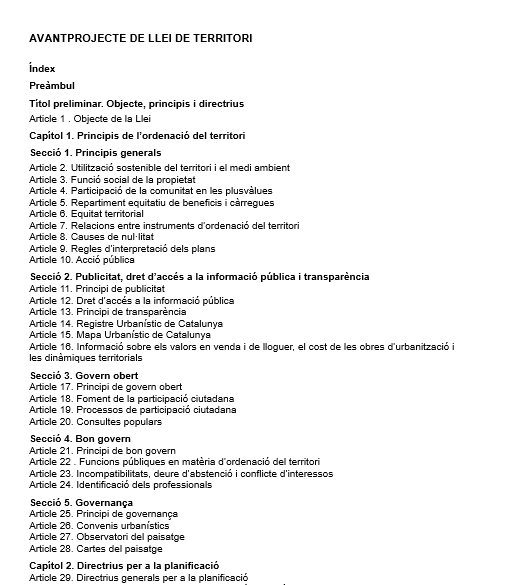 AVANTPROJECTE DE LLEI DE TERRITORI
Índex
Preàmbul
Títol preliminar. Objecte, principis i directrius
Article 1 . Objecte de la Llei
Capítol 1. Principis de l'ordenació del territori
Secció 1. Principis generals
Article 2. Utilització sostenible del territori i el medi ambient
Article 3. Funció social de la propietat
Article 4. Participació de la comunitat en les plusvàlues
Article 5. Repartiment equitatiu de beneficis i càrregues
Article 6. Equitat territorial
Article 7. Relacions entre instruments d'ordenació del territori
Article 8. Causes de nul·litat
Article 9. Regles d'interpretació dels plans
Article 10. Acció pública
Secció 2. Publicitat, dret d'accés a la informació pública i transparència
Article 11. Principi de publicitat
Article 12. Dret d'accés a la informació pública
Article 13. Principi de transparència
Article 14. Registre Urbanístic de Catalunya
Article 15. Mapa Urbanístic de Catalunya
Article 16. Informació sobre els valors en venda i de lloguer, el cost de les obres d'urbanització i
les dinàmiques territorials
Secció 3. Govern obert
Article 17. Principi de govern obert
Article 18. Foment de la participació ciutadana
Article 19. Processos de participació ciutadana
Article 20. Consultes populars
Secció 4. Bon govern
Article 21. Principi de bon govern
Article 22 . Funcions públiques en matèria d'ordenació del territori
Article 23. Incompatibilitats, deure d'abstenció i conflicte d'interessos
Article 24. Identificació dels professionals
Secció 5. Governança
Article 25. Principi de governança
Article 26. Convenis urbanístics
Article 27. Observatori del paisatge
Article 28. Cartes del paisatge
Capítol 2. Directrius per a la planificació
Article 29. Directrius generals per a la planificació